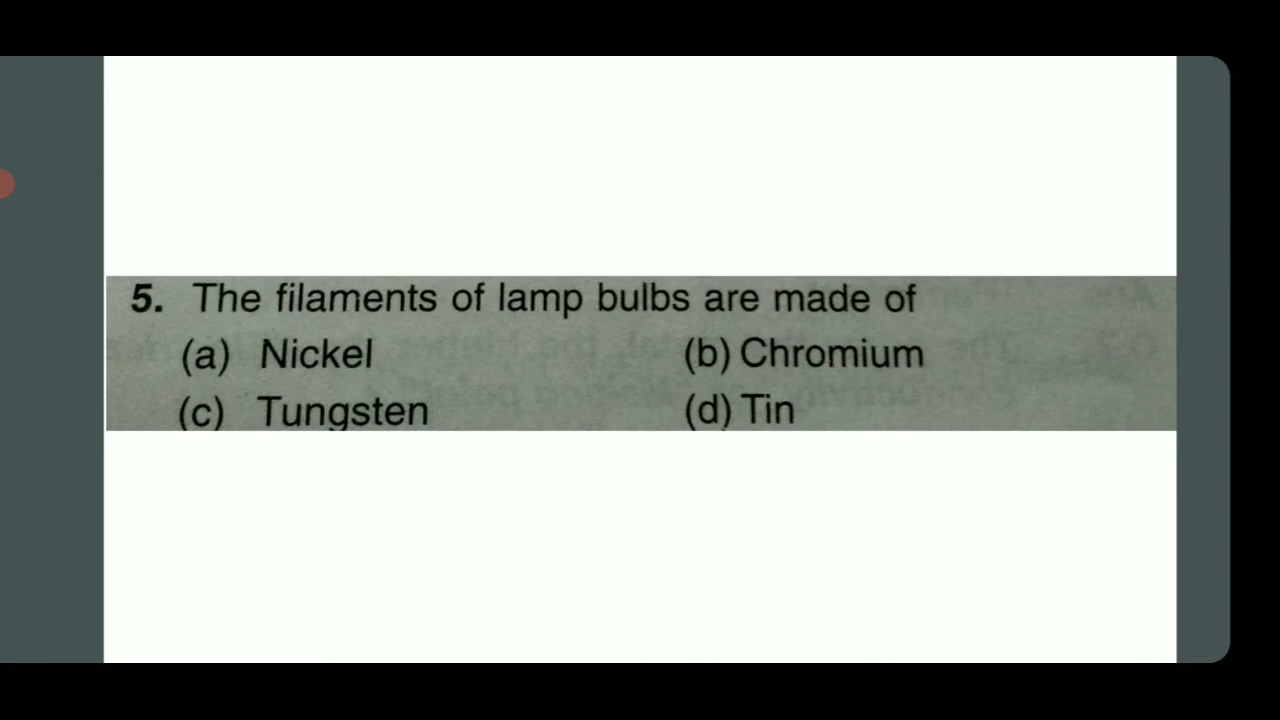 5. The filaments of lamp bulbs are made of
(a) Nickel (b) Chromium
(c) Tungsten (d) Tin